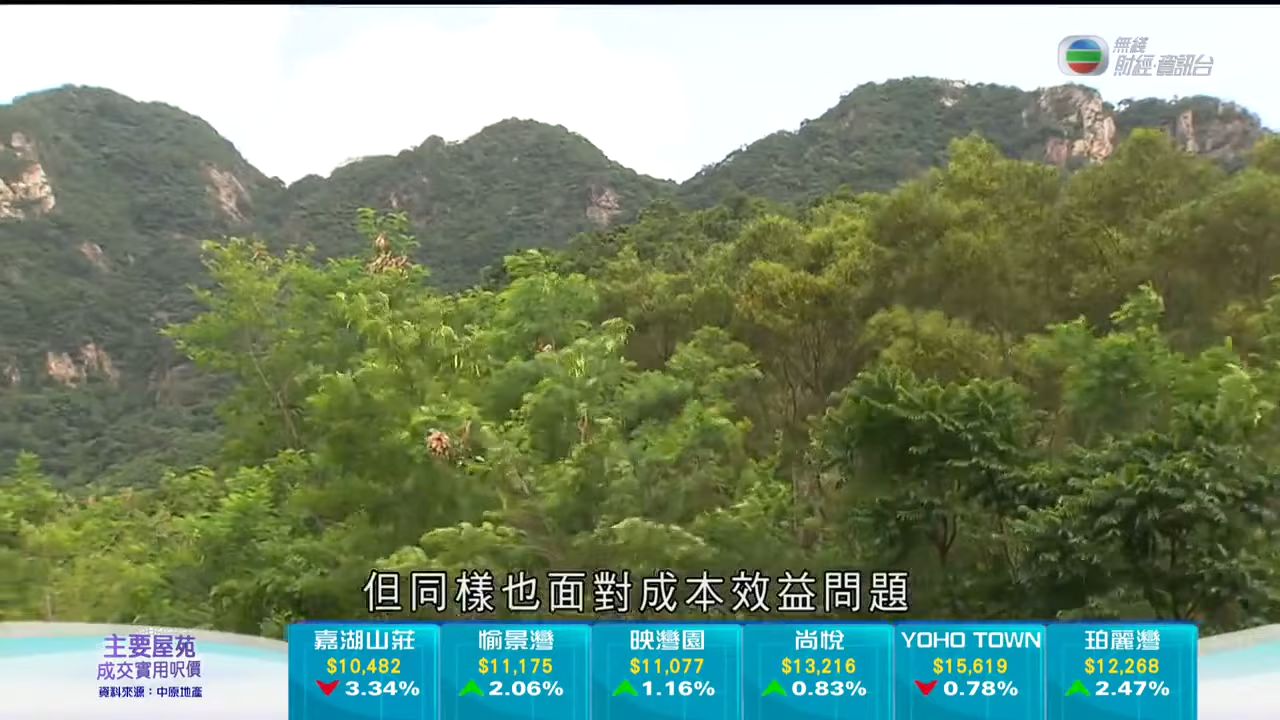 無綫
財經·資訊台
但同樣也面對成本效益問題
主要屋苑
成交實用呎價
資料來源：中原地產
嘉湖山莊
$10,482
3.34%
愉景灣
$11,175
2.06%
映灣園
$11,077
1.16%
尚悅
$13,216
0.83%
YOHO TOWN
$15,619
0.78%
珀麗灣
$12,268
2.47%